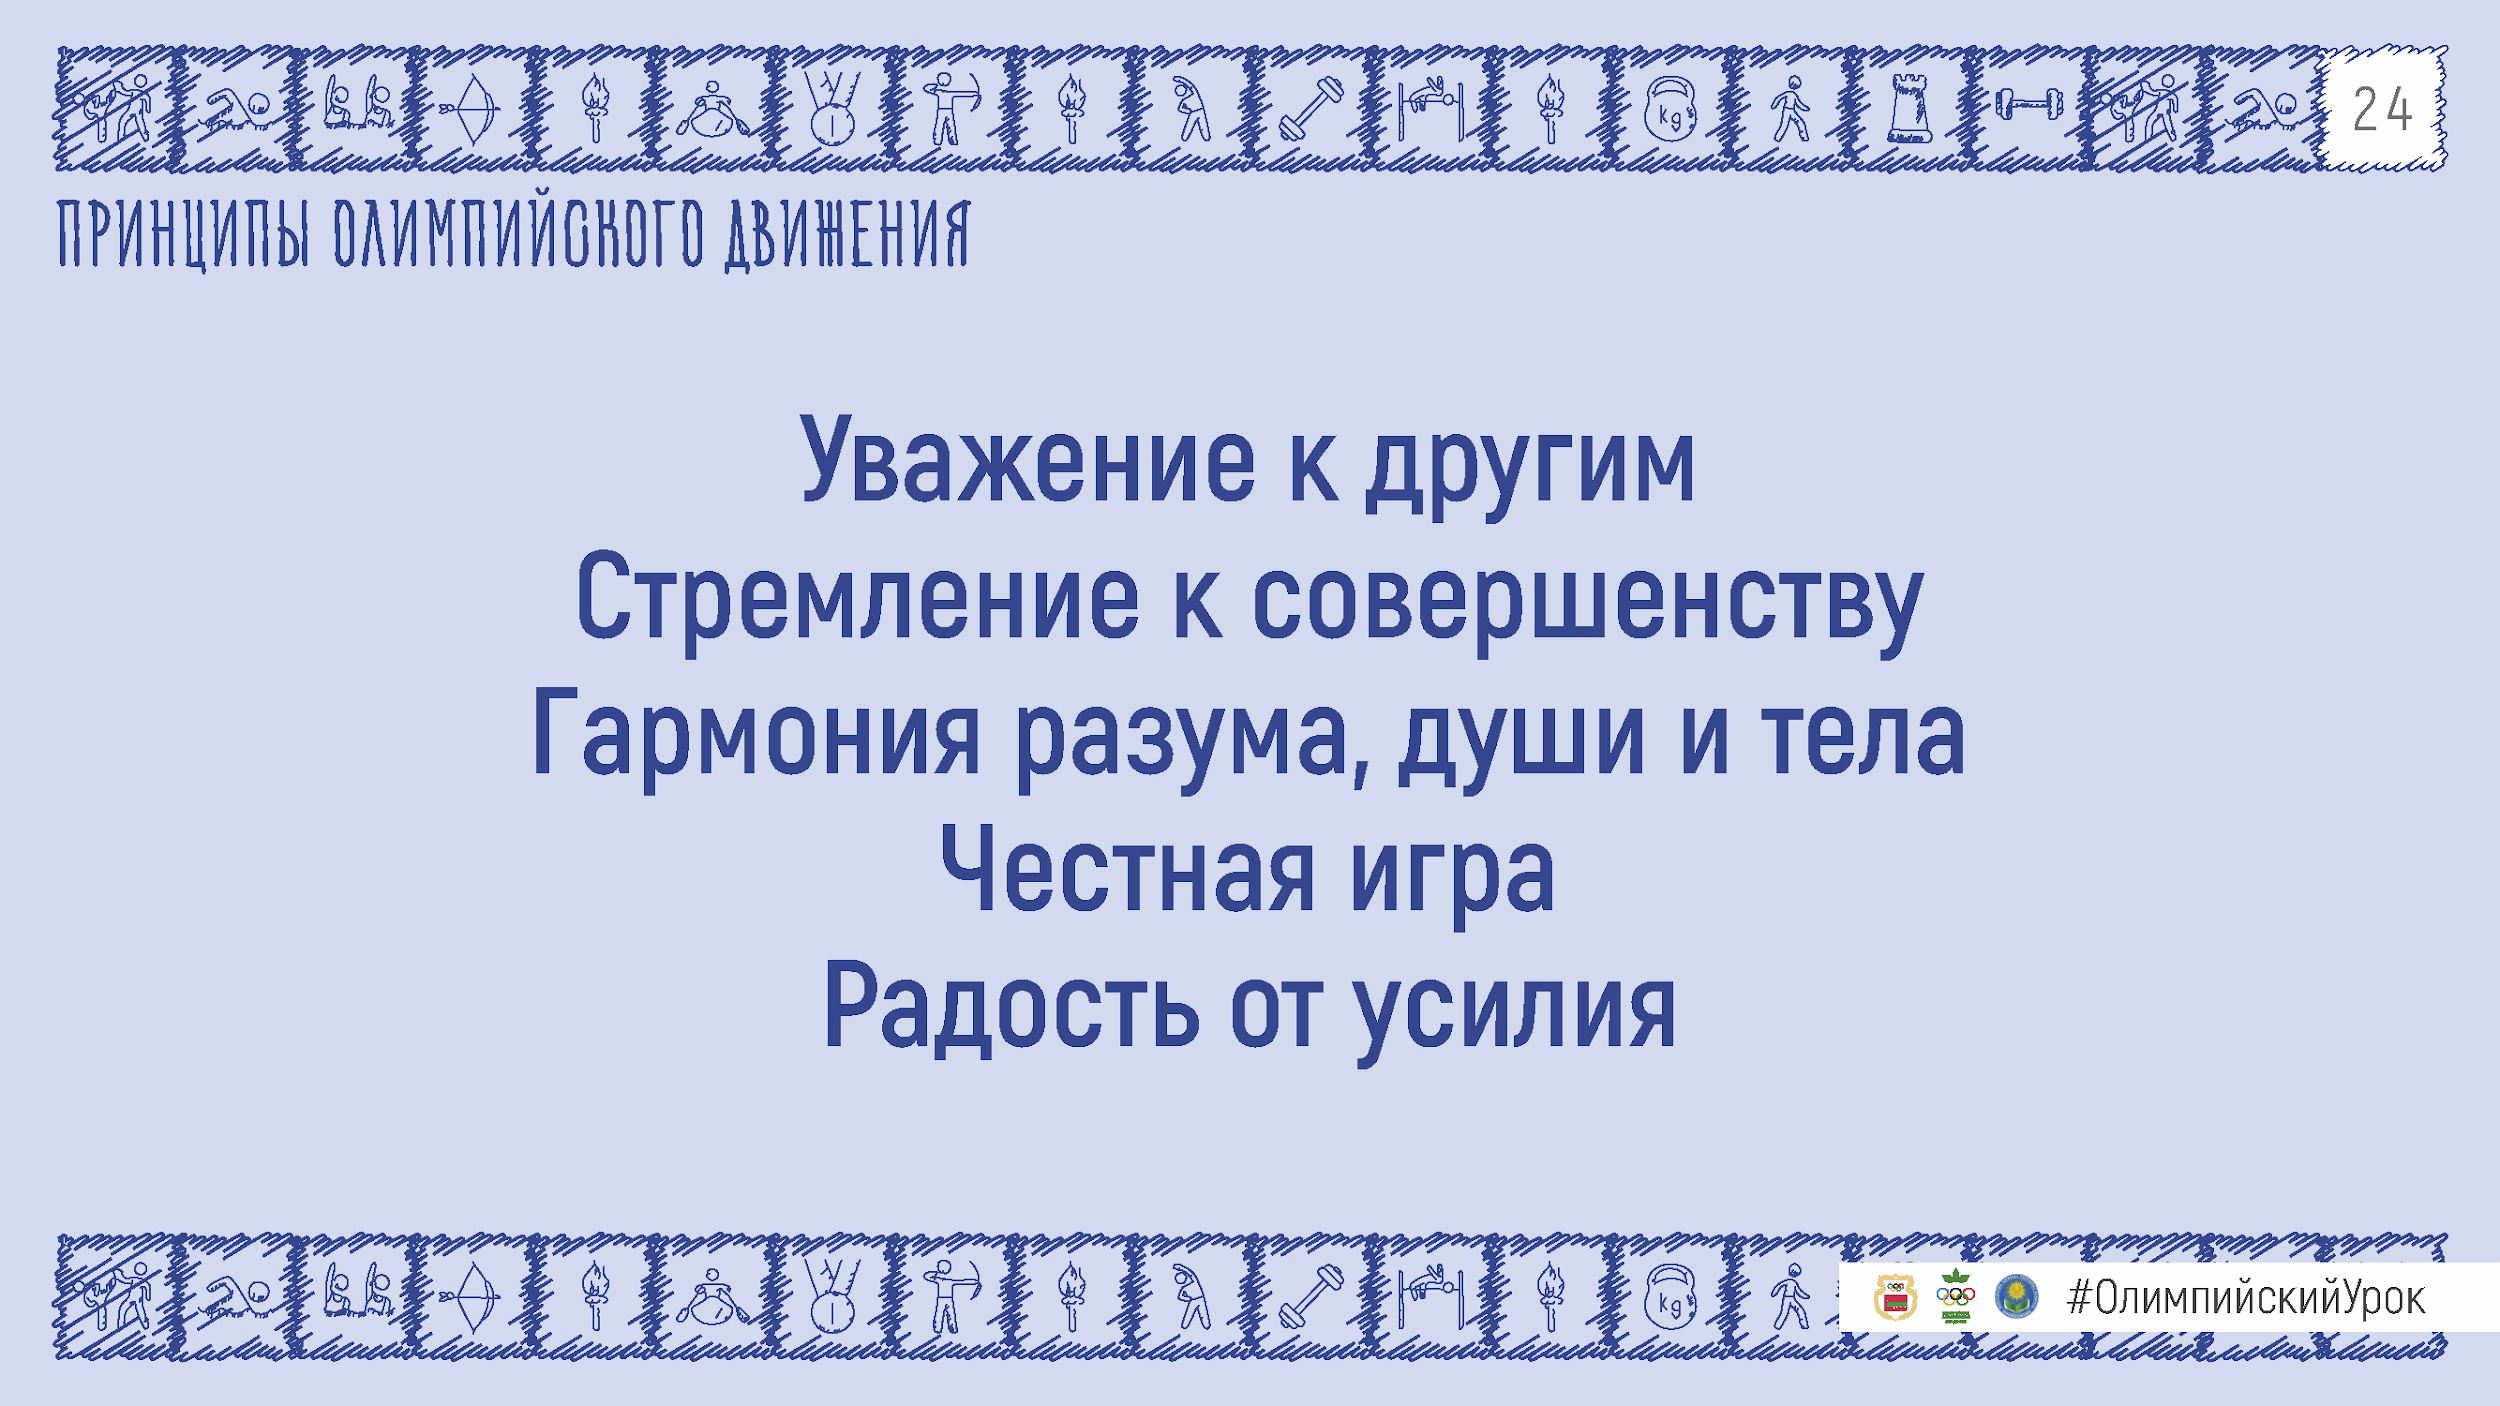 24
ПРИНЦИПЫ ОЛИМПИЙСКОГО ДВИЖЕНИЯ
Уважение к другим
Стремление к совершенству
Гармония разума, души и тела
Честная игра
Радость от усилия
kg
kg
#ОлимпийскийУрок